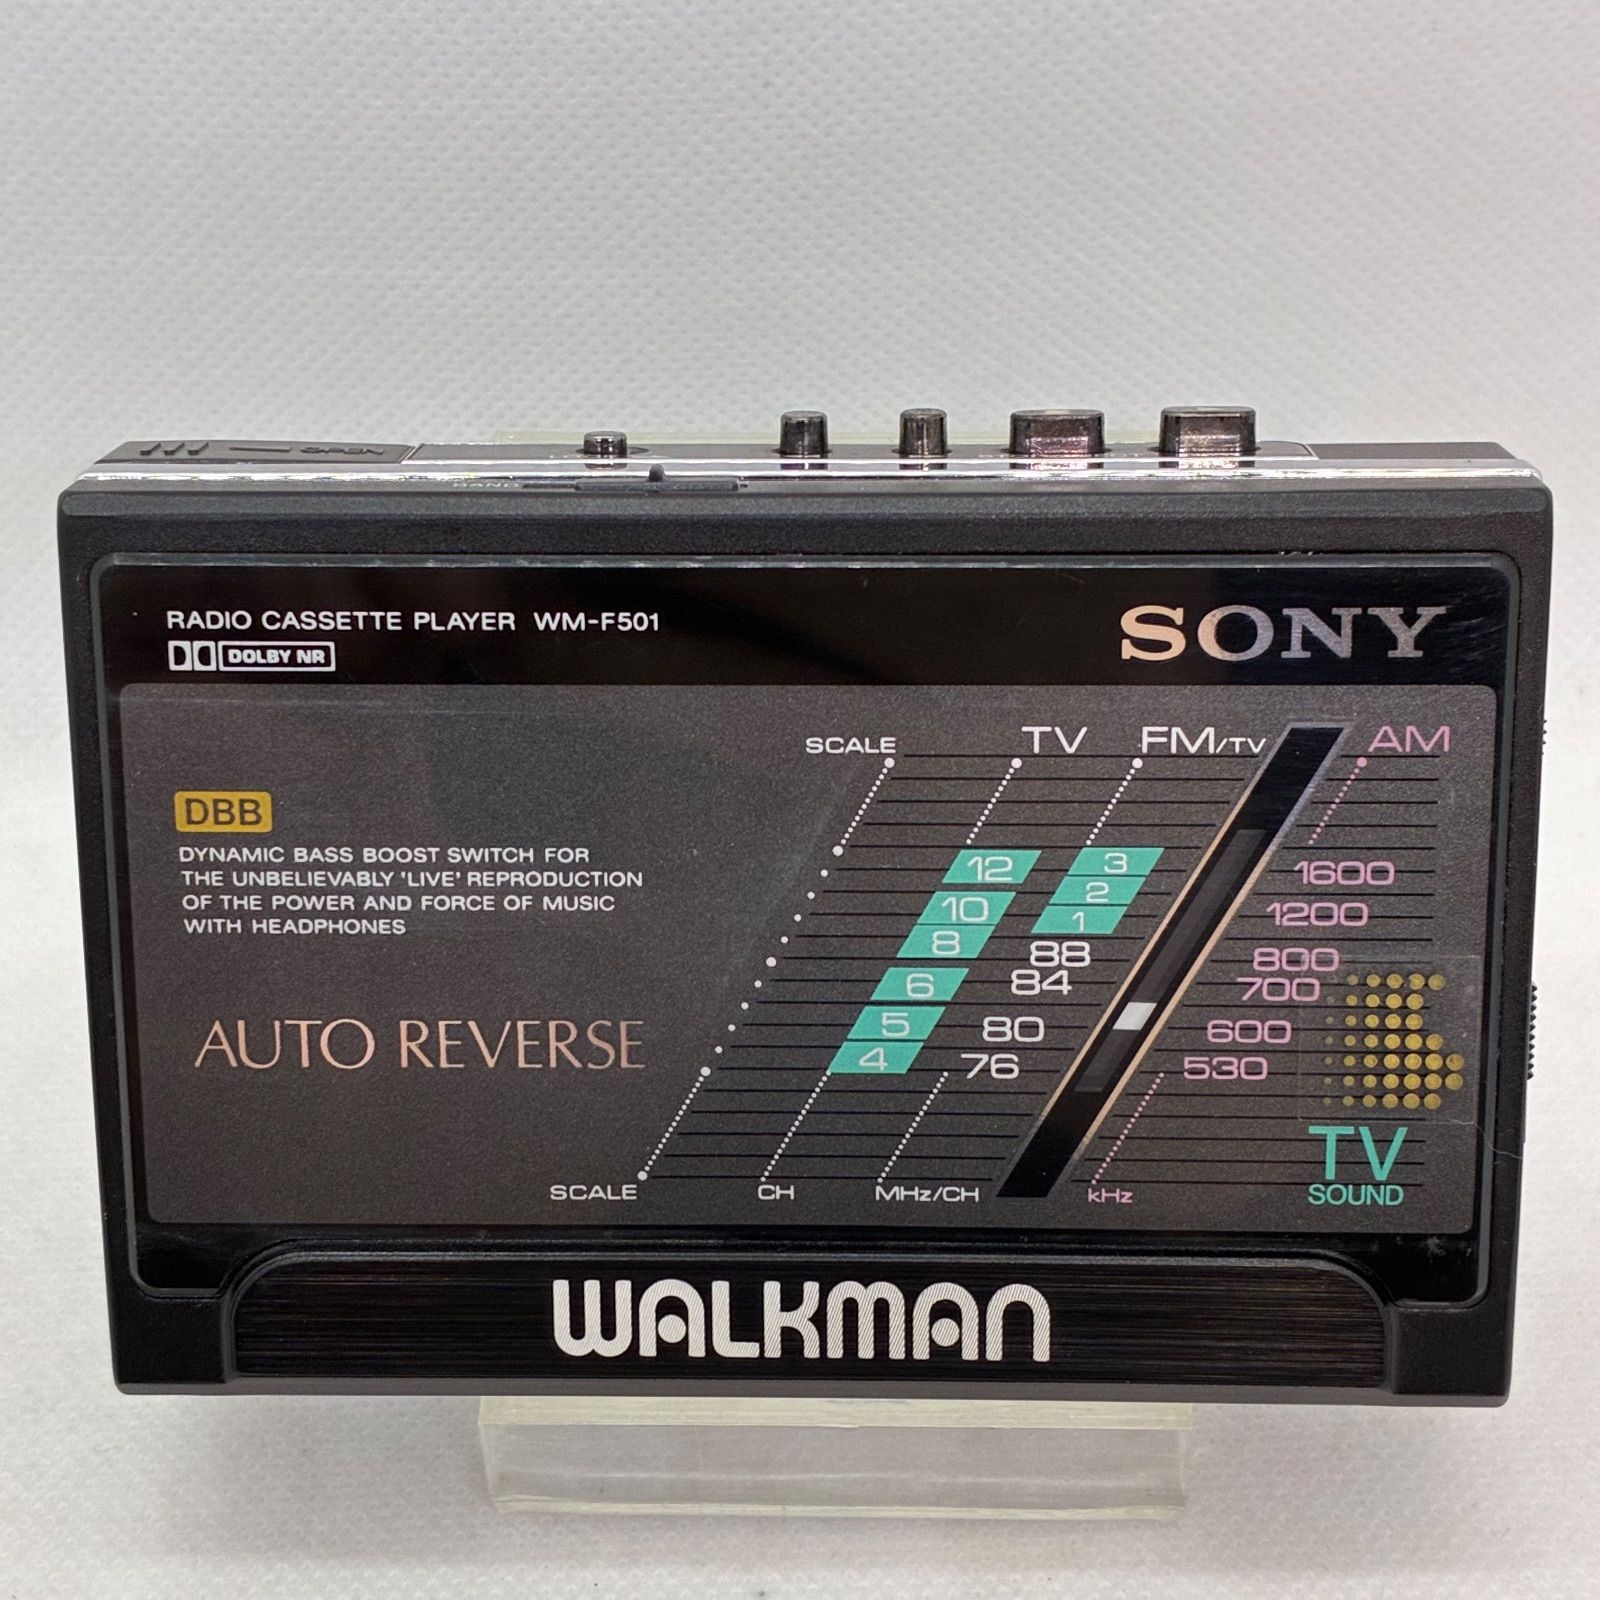 OPEN
BAND
RADIO CASSETTE PLAYER WM-F501
DOLBY NR
SONY
SCALE TV FM/TV AM
DBB
DYNAMIC BASS BOOST SWITCH FOR
THE UNBELIEVABLY 'LIVE' REPRODUCTION
OF THE POWER AND FORCE OF MUSIC
WITH HEADPHONES
AUTO REVERSE
12 3 1600
10 2 1200
8 1
88 800
6 84 700
5 80 600
4 76 530
TV
SOUND
SCALE CH MHz/CH kHz
WALKMAN